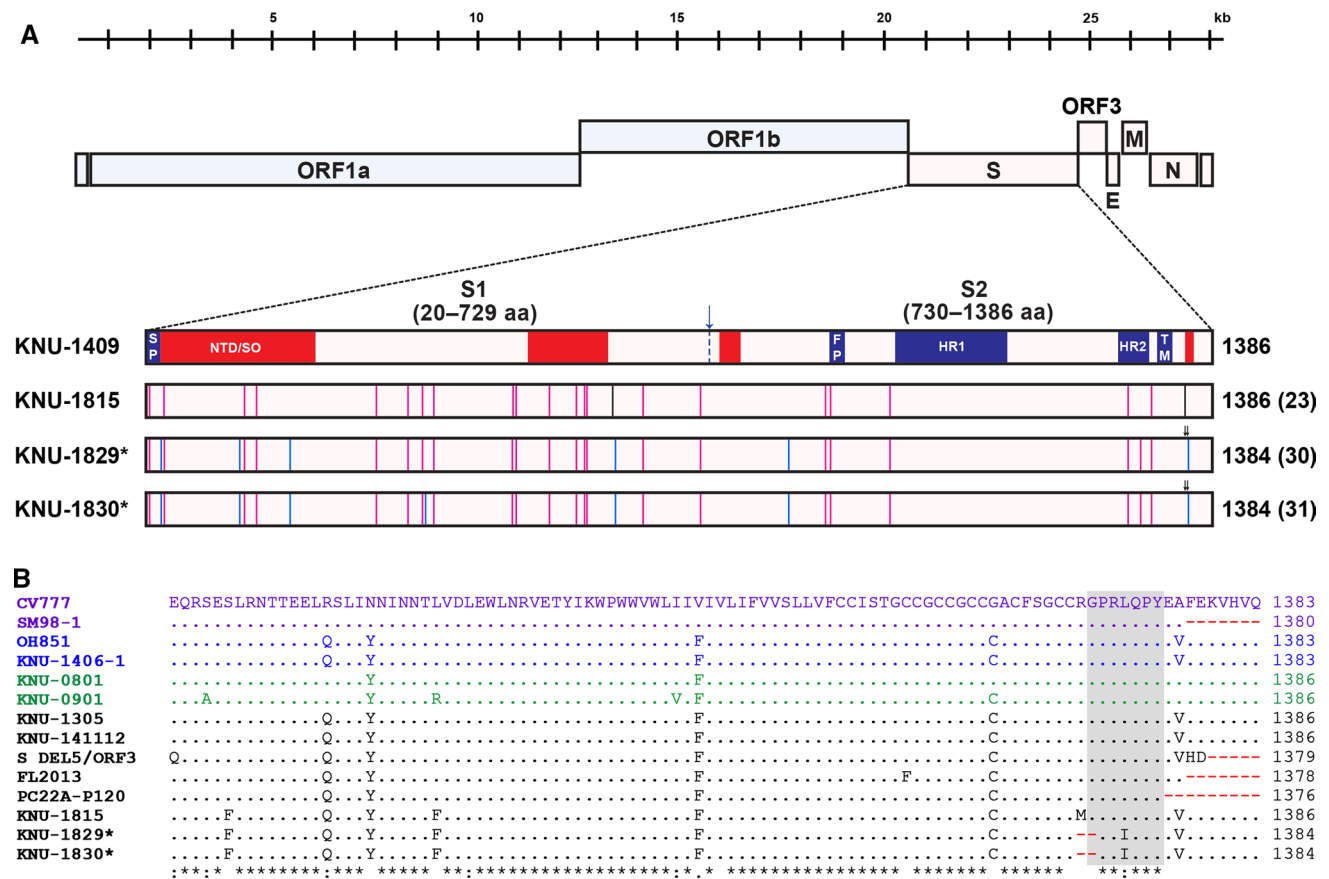 A
5 10 15 20 25 kb
ORF3
ORF1b M
ORF1a S N
E
S1 S2
(20–729 aa) (730–1386 aa)
KNU-1409 SP NTD/SO FP HR1 HR2 TM 1386
KNU-1815 1386 (23)
KNU-1829* 1384 (30)
KNU-1830* 1384 (31)
B
CV777 EQRSESLRNTTEELRSLINNINNTLVDLEWLNRVETYIKWPWWVWLIIVIVLIFVVSLLVFCCISTGCCGCCGCCGACFSGCCRGPRLQPYEAFEKVHVQ 1383
SM98-1 .............................................................................................------- 1380
OH851 ..............Q...Y.............................F..........................C................V....... 1383
KNU-1406-1 ..............Q...Y.............................F..........................C................V....... 1383
KNU-0801 ..................Y.............................F................................................... 1386
KNU-0901 ...A..............Y.....R.....................V.F..........................C........................ 1386
KNU-1305 ..............Q...Y.............................F..........................C................V....... 1386
KNU-141112 ..............Q...Y.............................F..........................C................V....... 1386
S DEL5/ORF3 Q.............Q...Y.............................F..........................C................VHD----- 1379
FL2013 ..............Q...Y.............................F..................F.......C.................------- 1378
PC22A-P120 ..............Q...Y.............................F..........................C...............--------- 1376
KNU-1815 .....F........Q...Y.....F.......................F..........................C.......M........V....... 1386
KNU-1829* .....F........Q...Y.....F.......................F..........................C.......--..I....V....... 1384
KNU-1830* .....F........Q...Y.....F.......................F..........................C.......--..I....V....... 1384
:**:* ********:*** ***** **:*******************:.* ****************** ******* *******  **:***